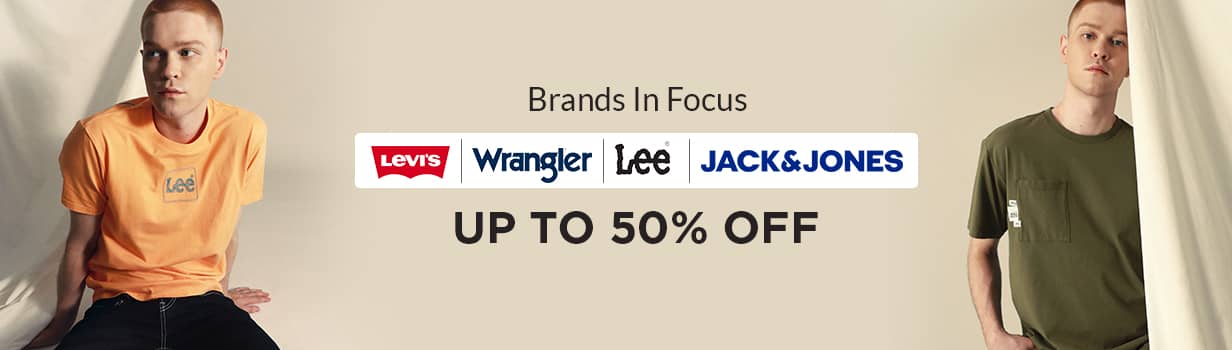 Brands In Focus
LEVI'S Wrangler Lee JACK&JONES
UP TO 50% OFF
Lee